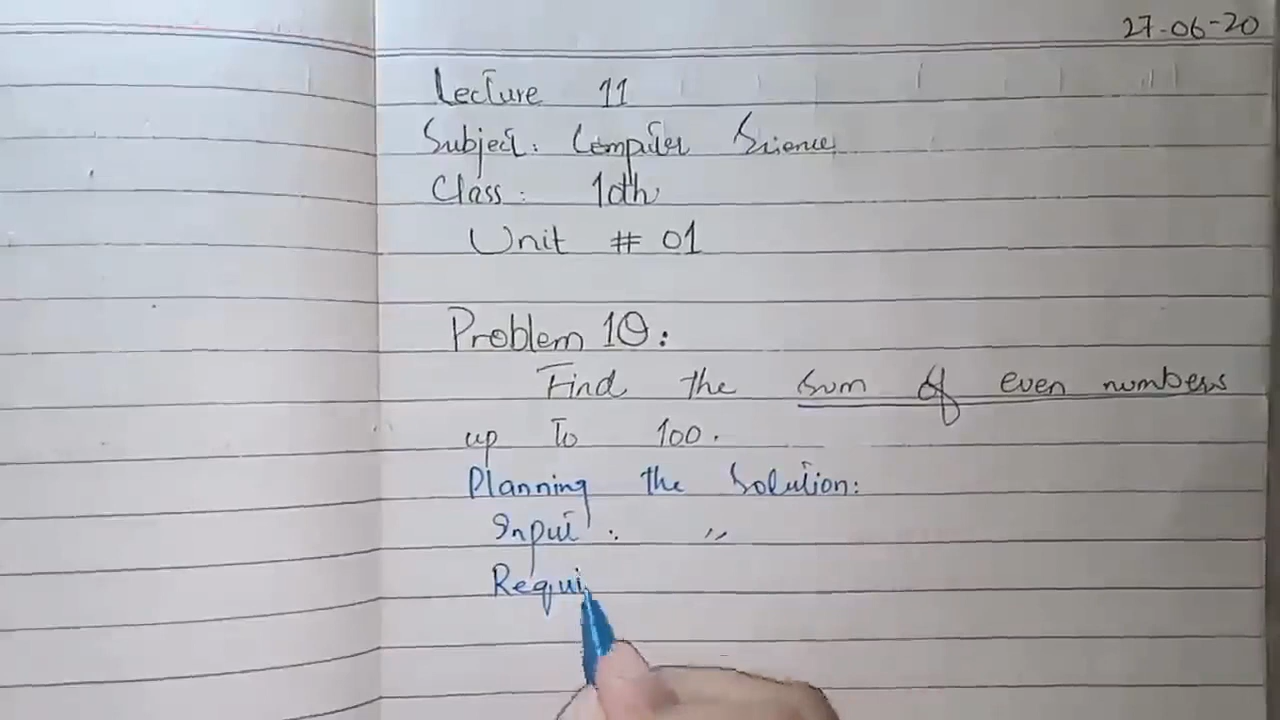 27-06-20
Lecture 11
Subject: Computer Science
Class: 10th
Unit # 01
Problem 10:
Find the sum of even numbers
up to 100.
Planning the Solution:
Input : "
Requi